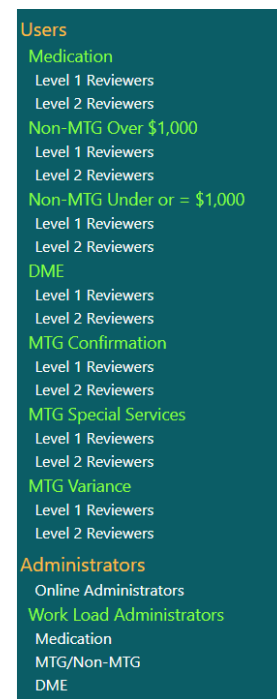 Users
Medication
Level 1 Reviewers
Level 2 Reviewers
Non-MTG Over $1,000
Level 1 Reviewers
Level 2 Reviewers
Non-MTG Under or = $1,000
Level 1 Reviewers
Level 2 Reviewers
DME
Level 1 Reviewers
Level 2 Reviewers
MTG Confirmation
Level 1 Reviewers
Level 2 Reviewers
MTG Special Services
Level 1 Reviewers
Level 2 Reviewers
MTG Variance
Level 1 Reviewers
Level 2 Reviewers
Administrators
Online Administrators
Work Load Administrators
Medication
MTG/Non-MTG
DME